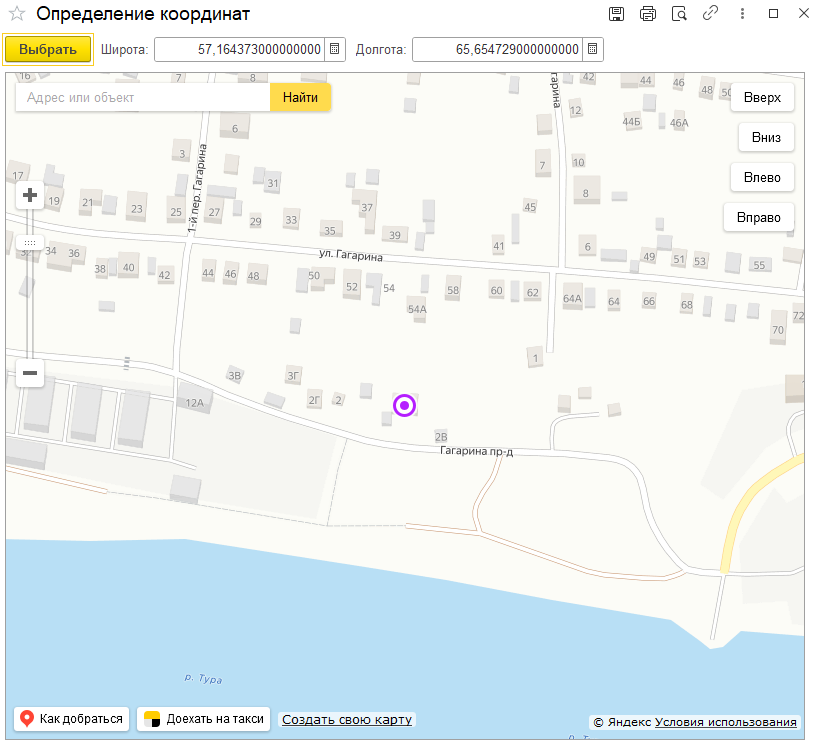 Определение координат
Выбрать Широта: 57,164373000000000 Долгота: 65,654729000000000
Адрес или объект Найти
Вверх
Вниз
Влево
Вправо
16 7 8 42 44 46 48 50
6 12 44Б 46А
3 7 10
17 19 21 23 25 27 31 8
29 33 35 37 39 45
1-й пер. Гагарина
гарина
41 6 49 51 53 55
ул. Гагарина
34 36 38 40 42 44 46 48 50 52 54 58 60 62 64А 64 66 68 72
54А 70
1
3В 3Г
12А 2Г 2
2В
Гагарина пр-д
р. Тура
Как добраться Доехать на такси Создать свою карту
© Яндекс Условия использования
р. Т